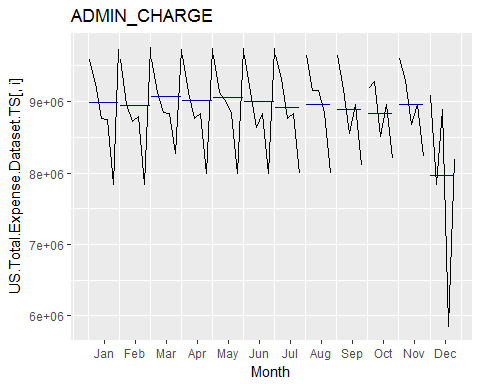 ADMIN_CHARGE
US.Total.Expense.Dataset.TS[, i]
9e+06
8e+06
7e+06
6e+06
Jan Feb Mar Apr May Jun Jul Aug Sep Oct Nov Dec
Month